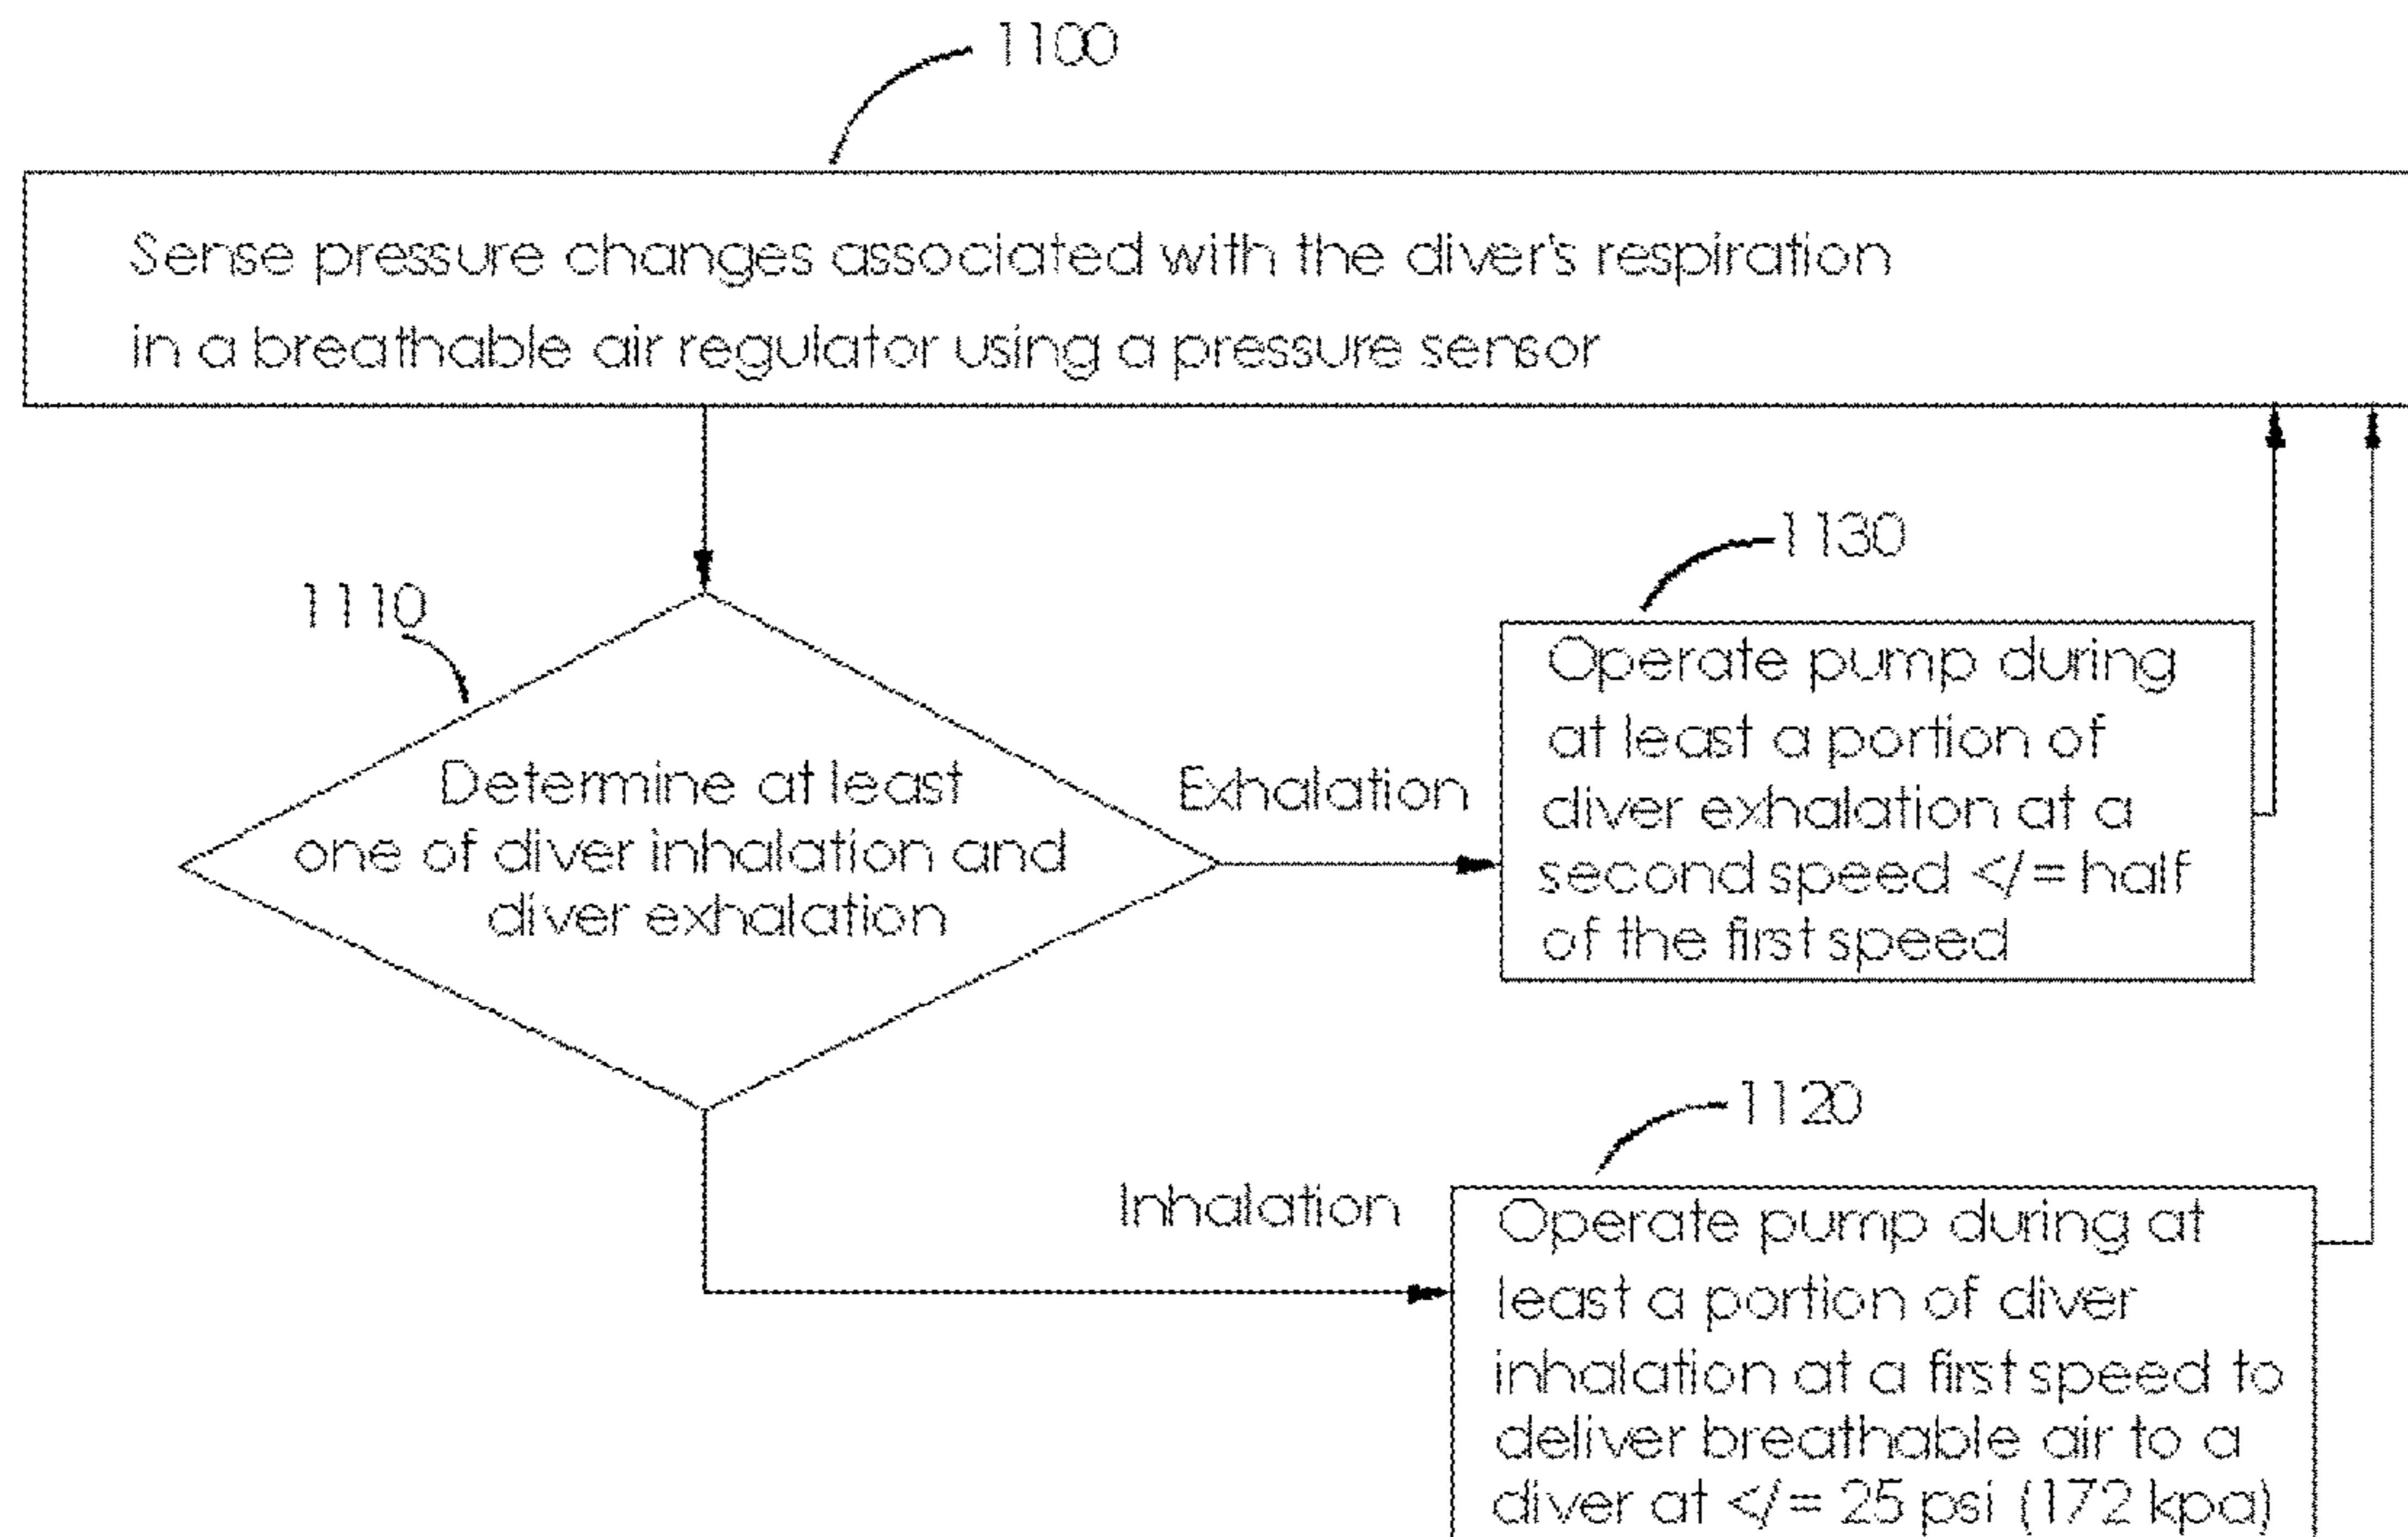 1100
Sense pressure changes associated with the diver's respiration
in a breathable air regulator using a pressure sensor
1110
Determine at least
one of diver inhalation and
diver exhalation
Exhalation
1130
Operate pump during
at least a portion of
diver exhalation at a
second speed </= half
of the first speed
Inhalation
1120
Operate pump during at
least a portion of diver
inhalation at a first speed to
deliver breathable air to a
diver at </= 25 psi (172 kpa)